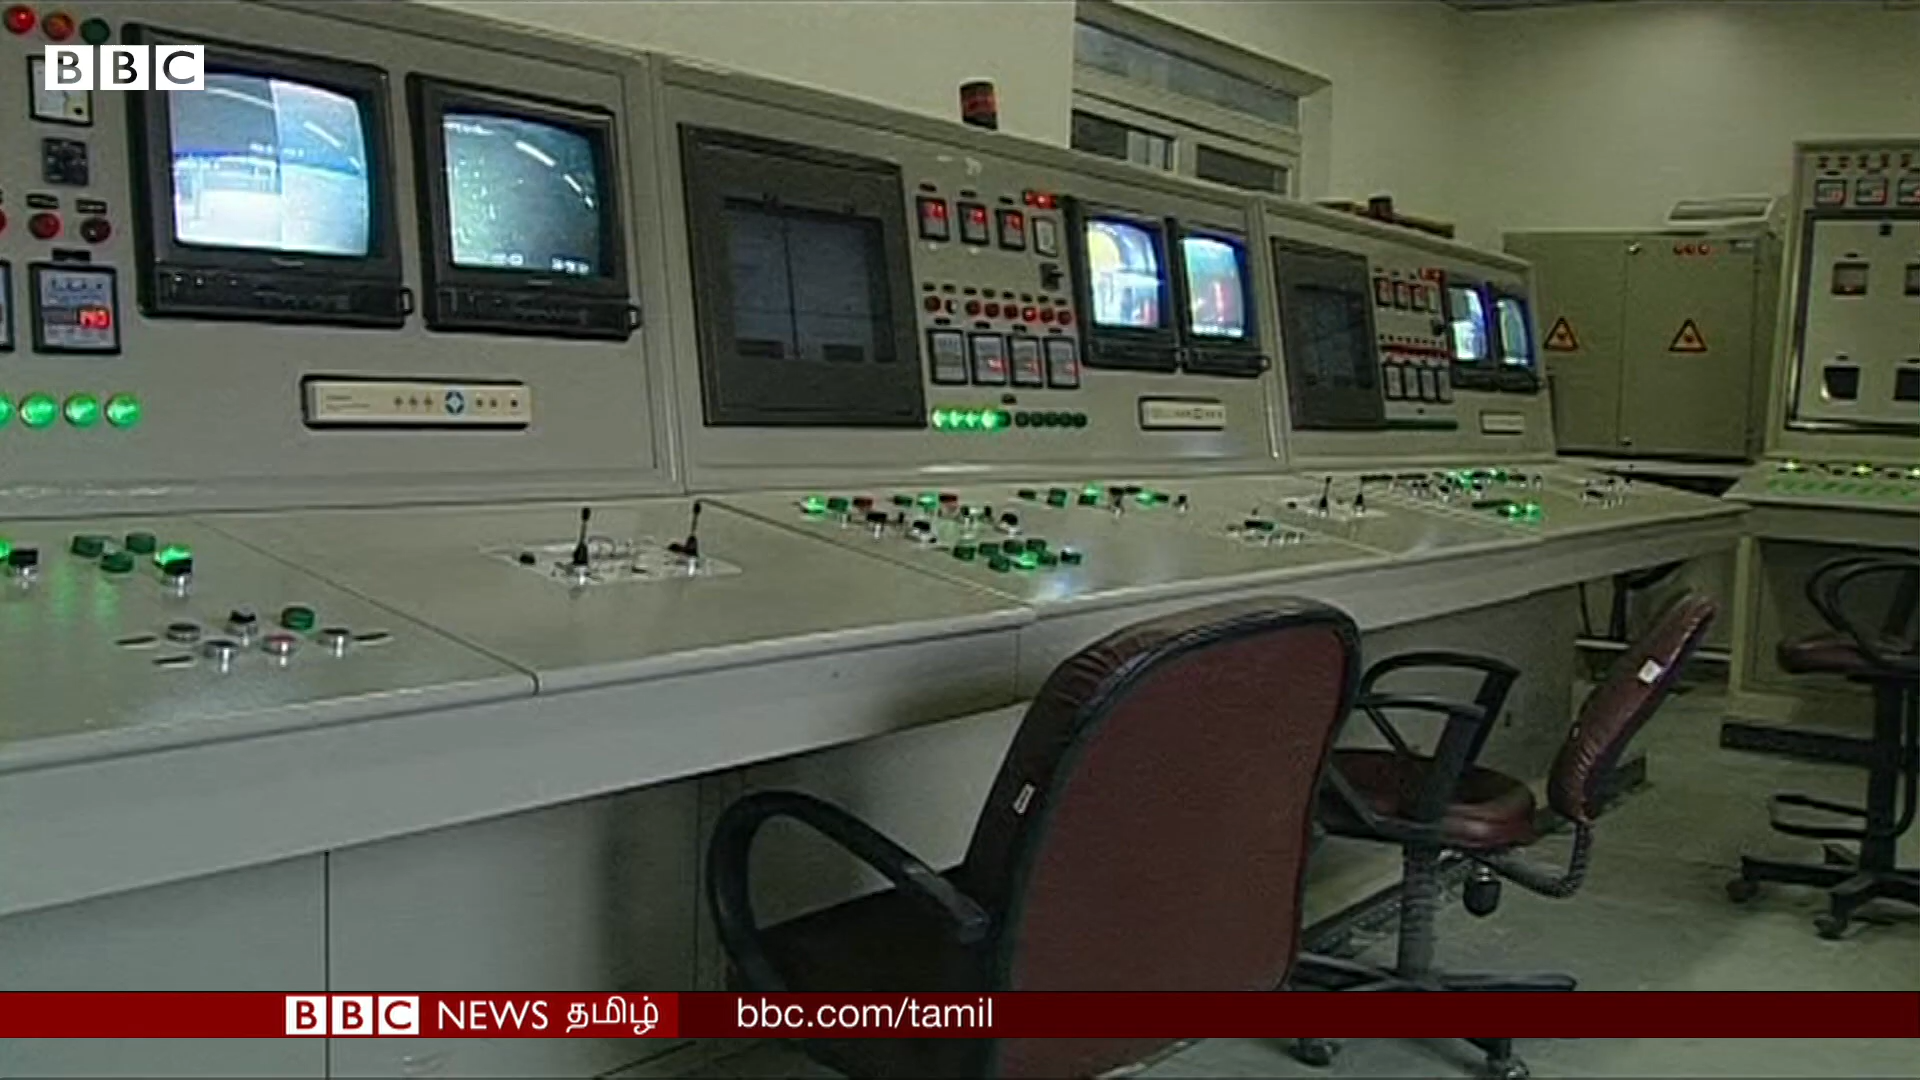 BBC
BBC NEWS தமிழ் bbc.com/tamil